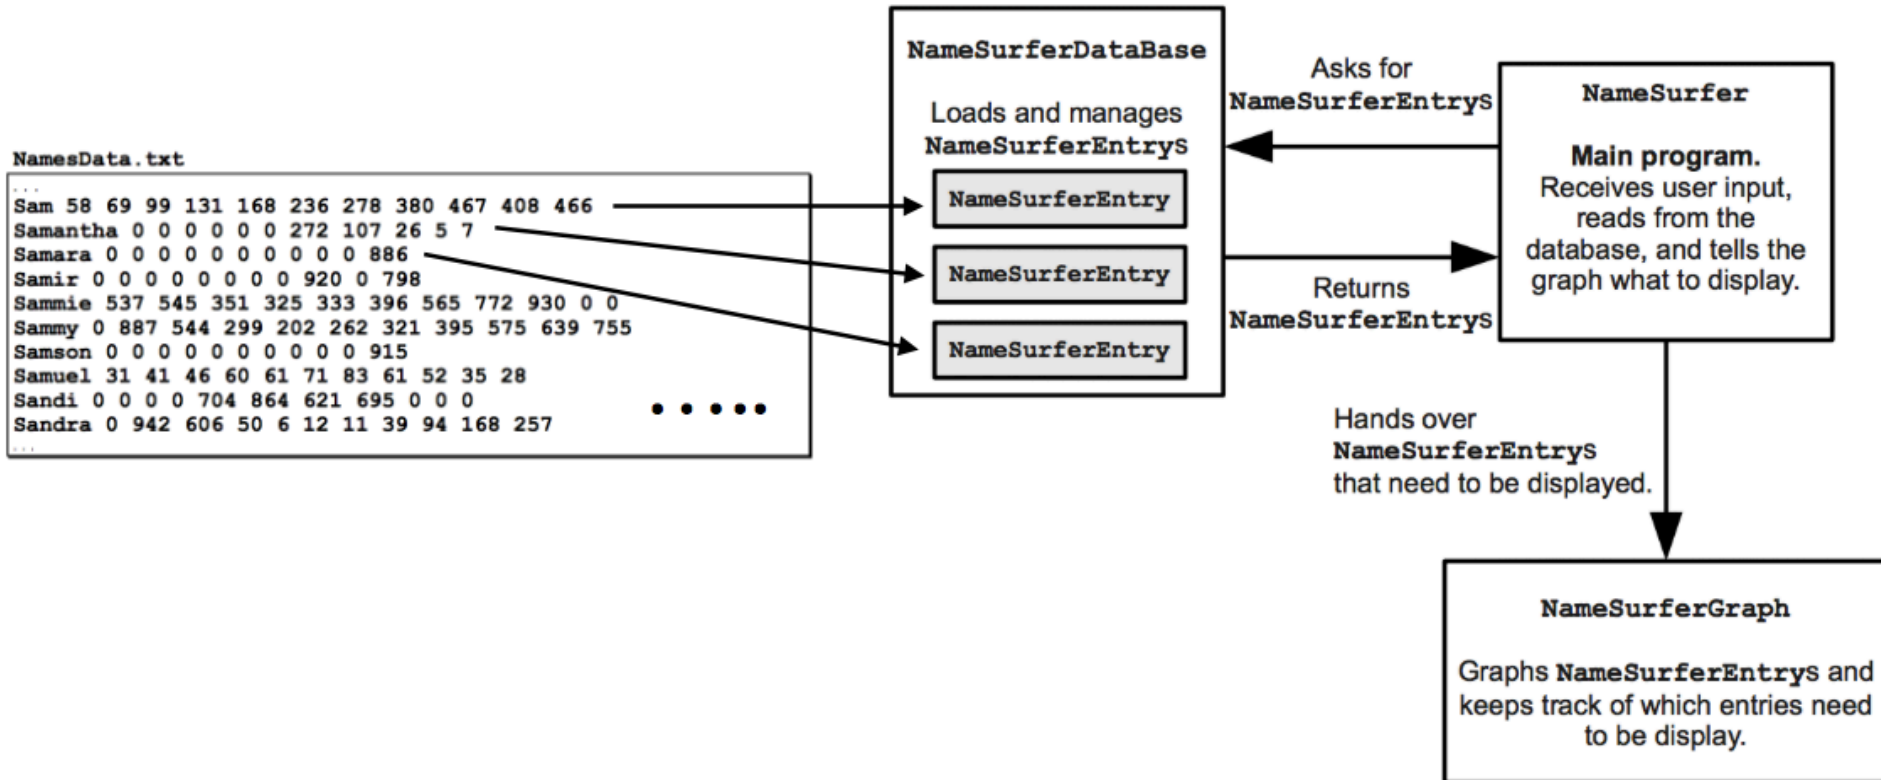 NamesData.txt
...
Sam 58 69 99 131 168 236 278 380 467 408 466
Samantha 0 0 0 0 0 0 272 107 26 5 7
Samara 0 0 0 0 0 0 0 0 0 0 886
Samir 0 0 0 0 0 0 0 0 920 0 798
Sammie 537 545 351 325 333 396 565 772 930 0 0
Sammy 0 887 544 299 202 262 321 395 575 639 755
Samson 0 0 0 0 0 0 0 0 0 0 915
Samuel 31 41 46 60 61 71 83 61 52 35 28
Sandi 0 0 0 0 704 864 621 695 0 0 0
Sandra 0 942 606 50 6 12 11 39 94 168 257
...
.....
NameSurferDataBase
Loads and manages
NameSurferEntrys
NameSurferEntry
NameSurferEntry
NameSurferEntry
Asks for
NameSurferEntrys
Returns
NameSurferEntrys
NameSurfer
Main program.
Receives user input,
reads from the
database, and tells the
graph what to display.
Hands over
NameSurferEntrys
that need to be displayed.
NameSurferGraph
Graphs NameSurferEntrys and
keeps track of which entries need
to be display.